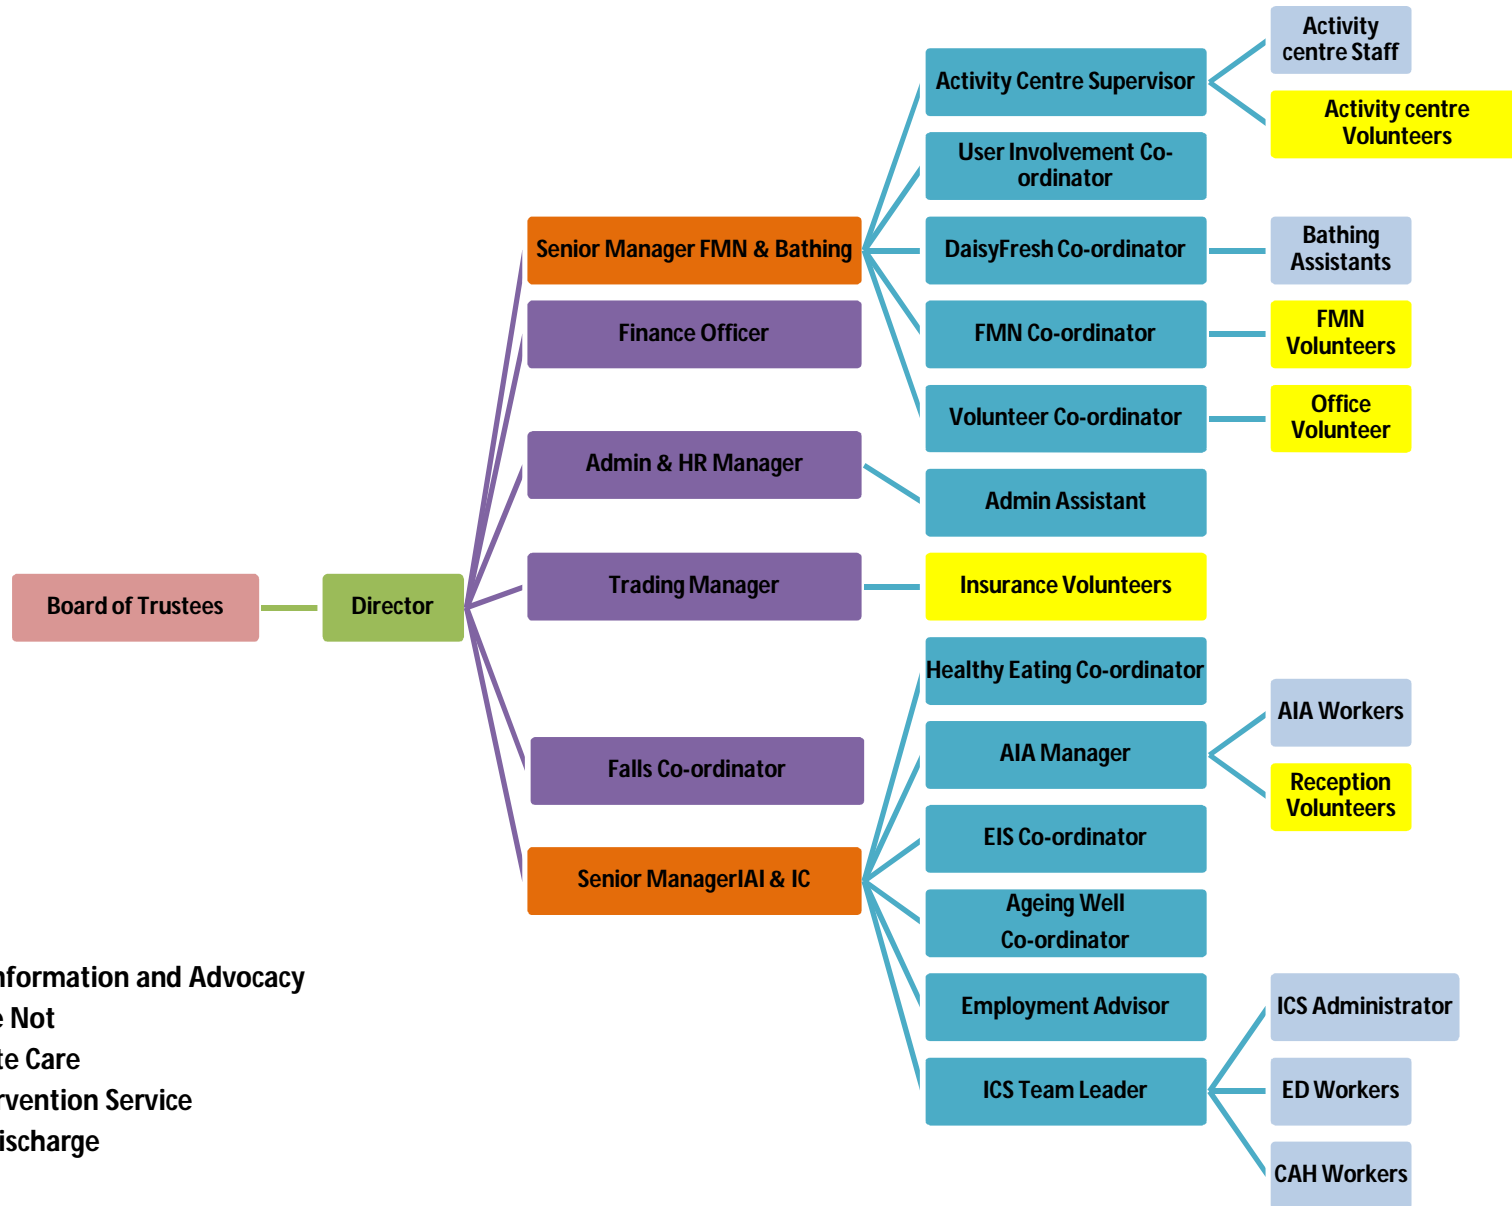 Activity
centre Staff
Activity Centre Supervisor
Activity centre
Volunteers
User Involvement Co-
ordinator
Senior Manager FMN & Bathing
DaisyFresh Co-ordinator
Bathing
Assistants
Finance Officer
FMN Co-ordinator
FMN
Volunteers
Volunteer Co-ordinator
Office
Volunteer
Admin & HR Manager
Admin Assistant
Board of Trustees
Director
Trading Manager
Insurance Volunteers
Healthy Eating Co-ordinator
AIA Workers
AIA Manager
Reception
Volunteers
Falls Co-ordinator
EIS Co-ordinator
Senior ManagerIAI & IC
Ageing Well
Co-ordinator
Employment Advisor
ICS Administrator
ICS Team Leader
ED Workers
CAH Workers
nformation and Advocacy
e Not
te Care
rvention Service
ischarge